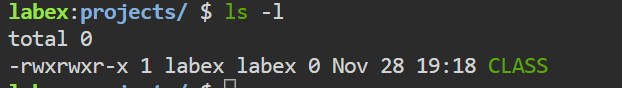 labex:projects/ $ ls -l
total 0
-rwxrwxr-x 1 labex labex 0 Nov 28 19:18 CLASS